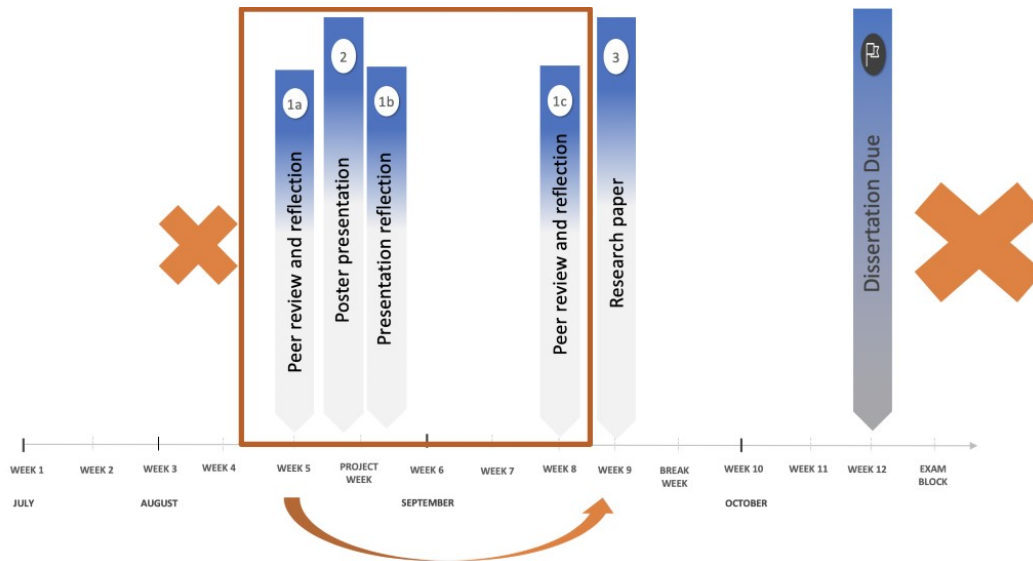 1a
Peer review and reflection
2
Poster presentation
1b
Presentation reflection
1c
Peer review and reflection
3
Research paper
Dissertation Due
WEEK 1
WEEK 2
WEEK 3
WEEK 4
WEEK 5
PROJECT
WEEK
WEEK 6
WEEK 7
WEEK 8
WEEK 9
BREAK
WEEK
WEEK 10
WEEK 11
WEEK 12
EXAM
BLOCK
JULY
AUGUST
SEPTEMBER
OCTOBER